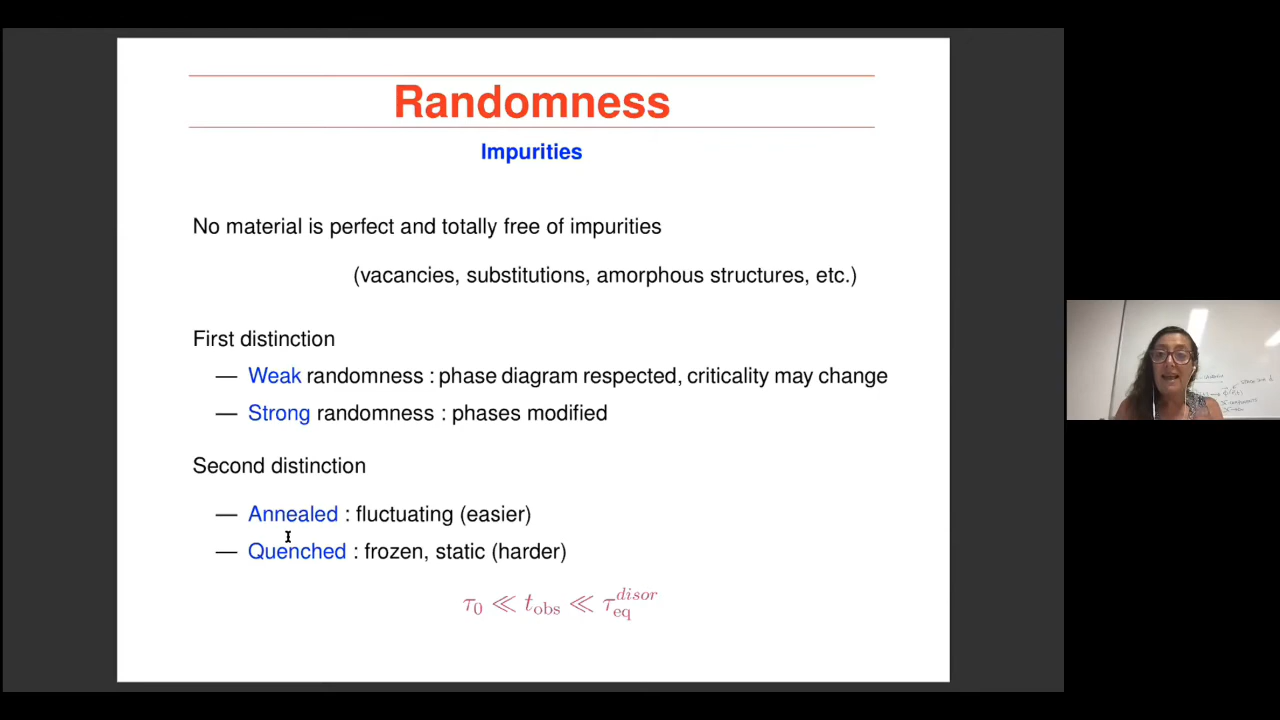 Randomness
Impurities
No material is perfect and totally free of impurities
(vacancies, substitutions, amorphous structures, etc.)
First distinction
— Weak randomness : phase diagram respected, criticality may change
— Strong randomness : phases modified
Second distinction
— Annealed : fluctuating (easier)
— Quenched : frozen, static (harder)
τ₀ ≪ t_obs ≪ τ_eq^disor